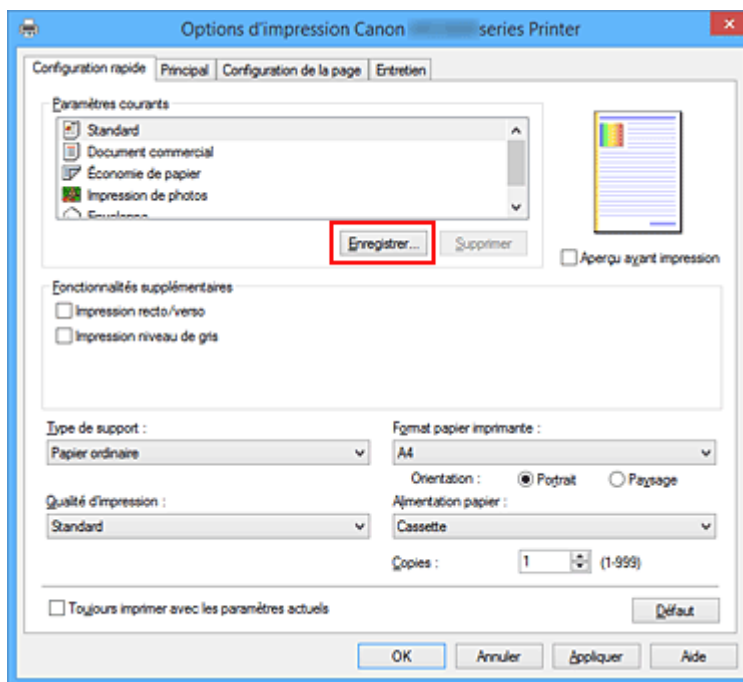 Options d'impression Canon series Printer
Configuration rapide Principal Configuration de la page Entretien
Paramètres courants
Standard
Document commercial
Économie de papier
Impression de photos
Enregistrer... Supprimer
Aperçu avant impression
Fonctionnalités supplémentaires
Impression recto/verso
Impression niveau de gris
Type de support :
Papier ordinaire
Format papier imprimante :
A4
Orientation : Portrait Paysage
Qualité d'impression :
Standard
Alimentation papier :
Cassette
Copies : 1 (1-999)
Toujours imprimer avec les paramètres actuels
Défaut
OK Annuler Appliquer Aide